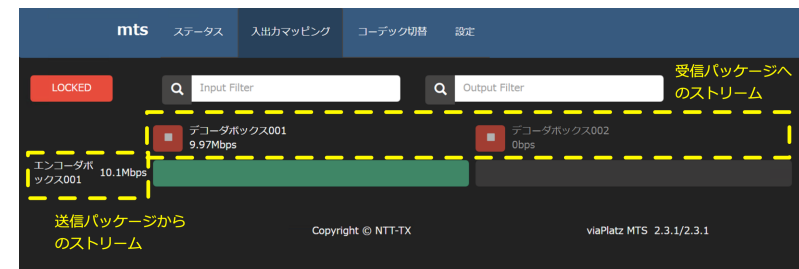 mts ステータス 入出力マッピング コーデック切替 設定
受信パッケージへ
のストリーム
LOCKED Input Filter Output Filter
デコーダボックス001
9.97Mbps
デコーダボックス002
0bps
エンコーダボ
ックス001
10.1Mbps
送信パッケージから
のストリーム
Copyright © NTT-TX viaPlatz MTS 2.3.1/2.3.1